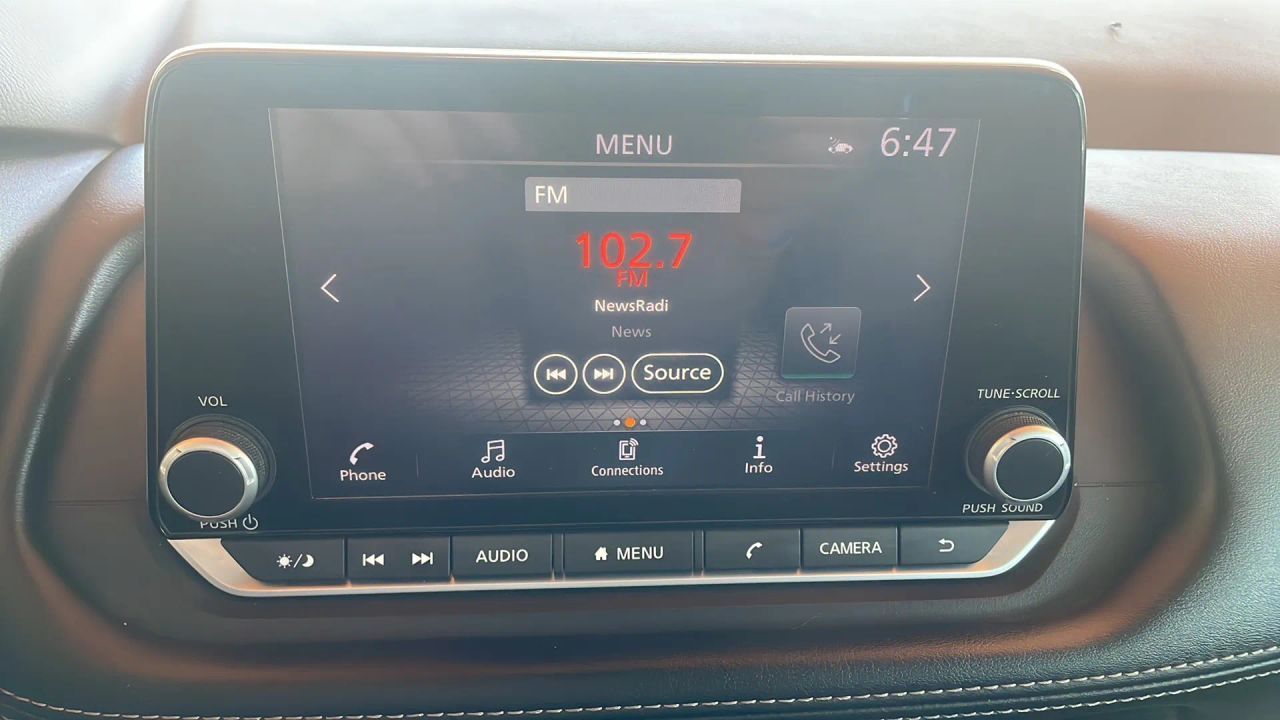 MENU
6:47
FM
102.7
FM
NewsRadi
News
Source
Call History
VOL
TUNE·SCROLL
Phone
Audio
Connections
Info
Settings
PUSH
PUSH SOUND
AUDIO
MENU
CAMERA